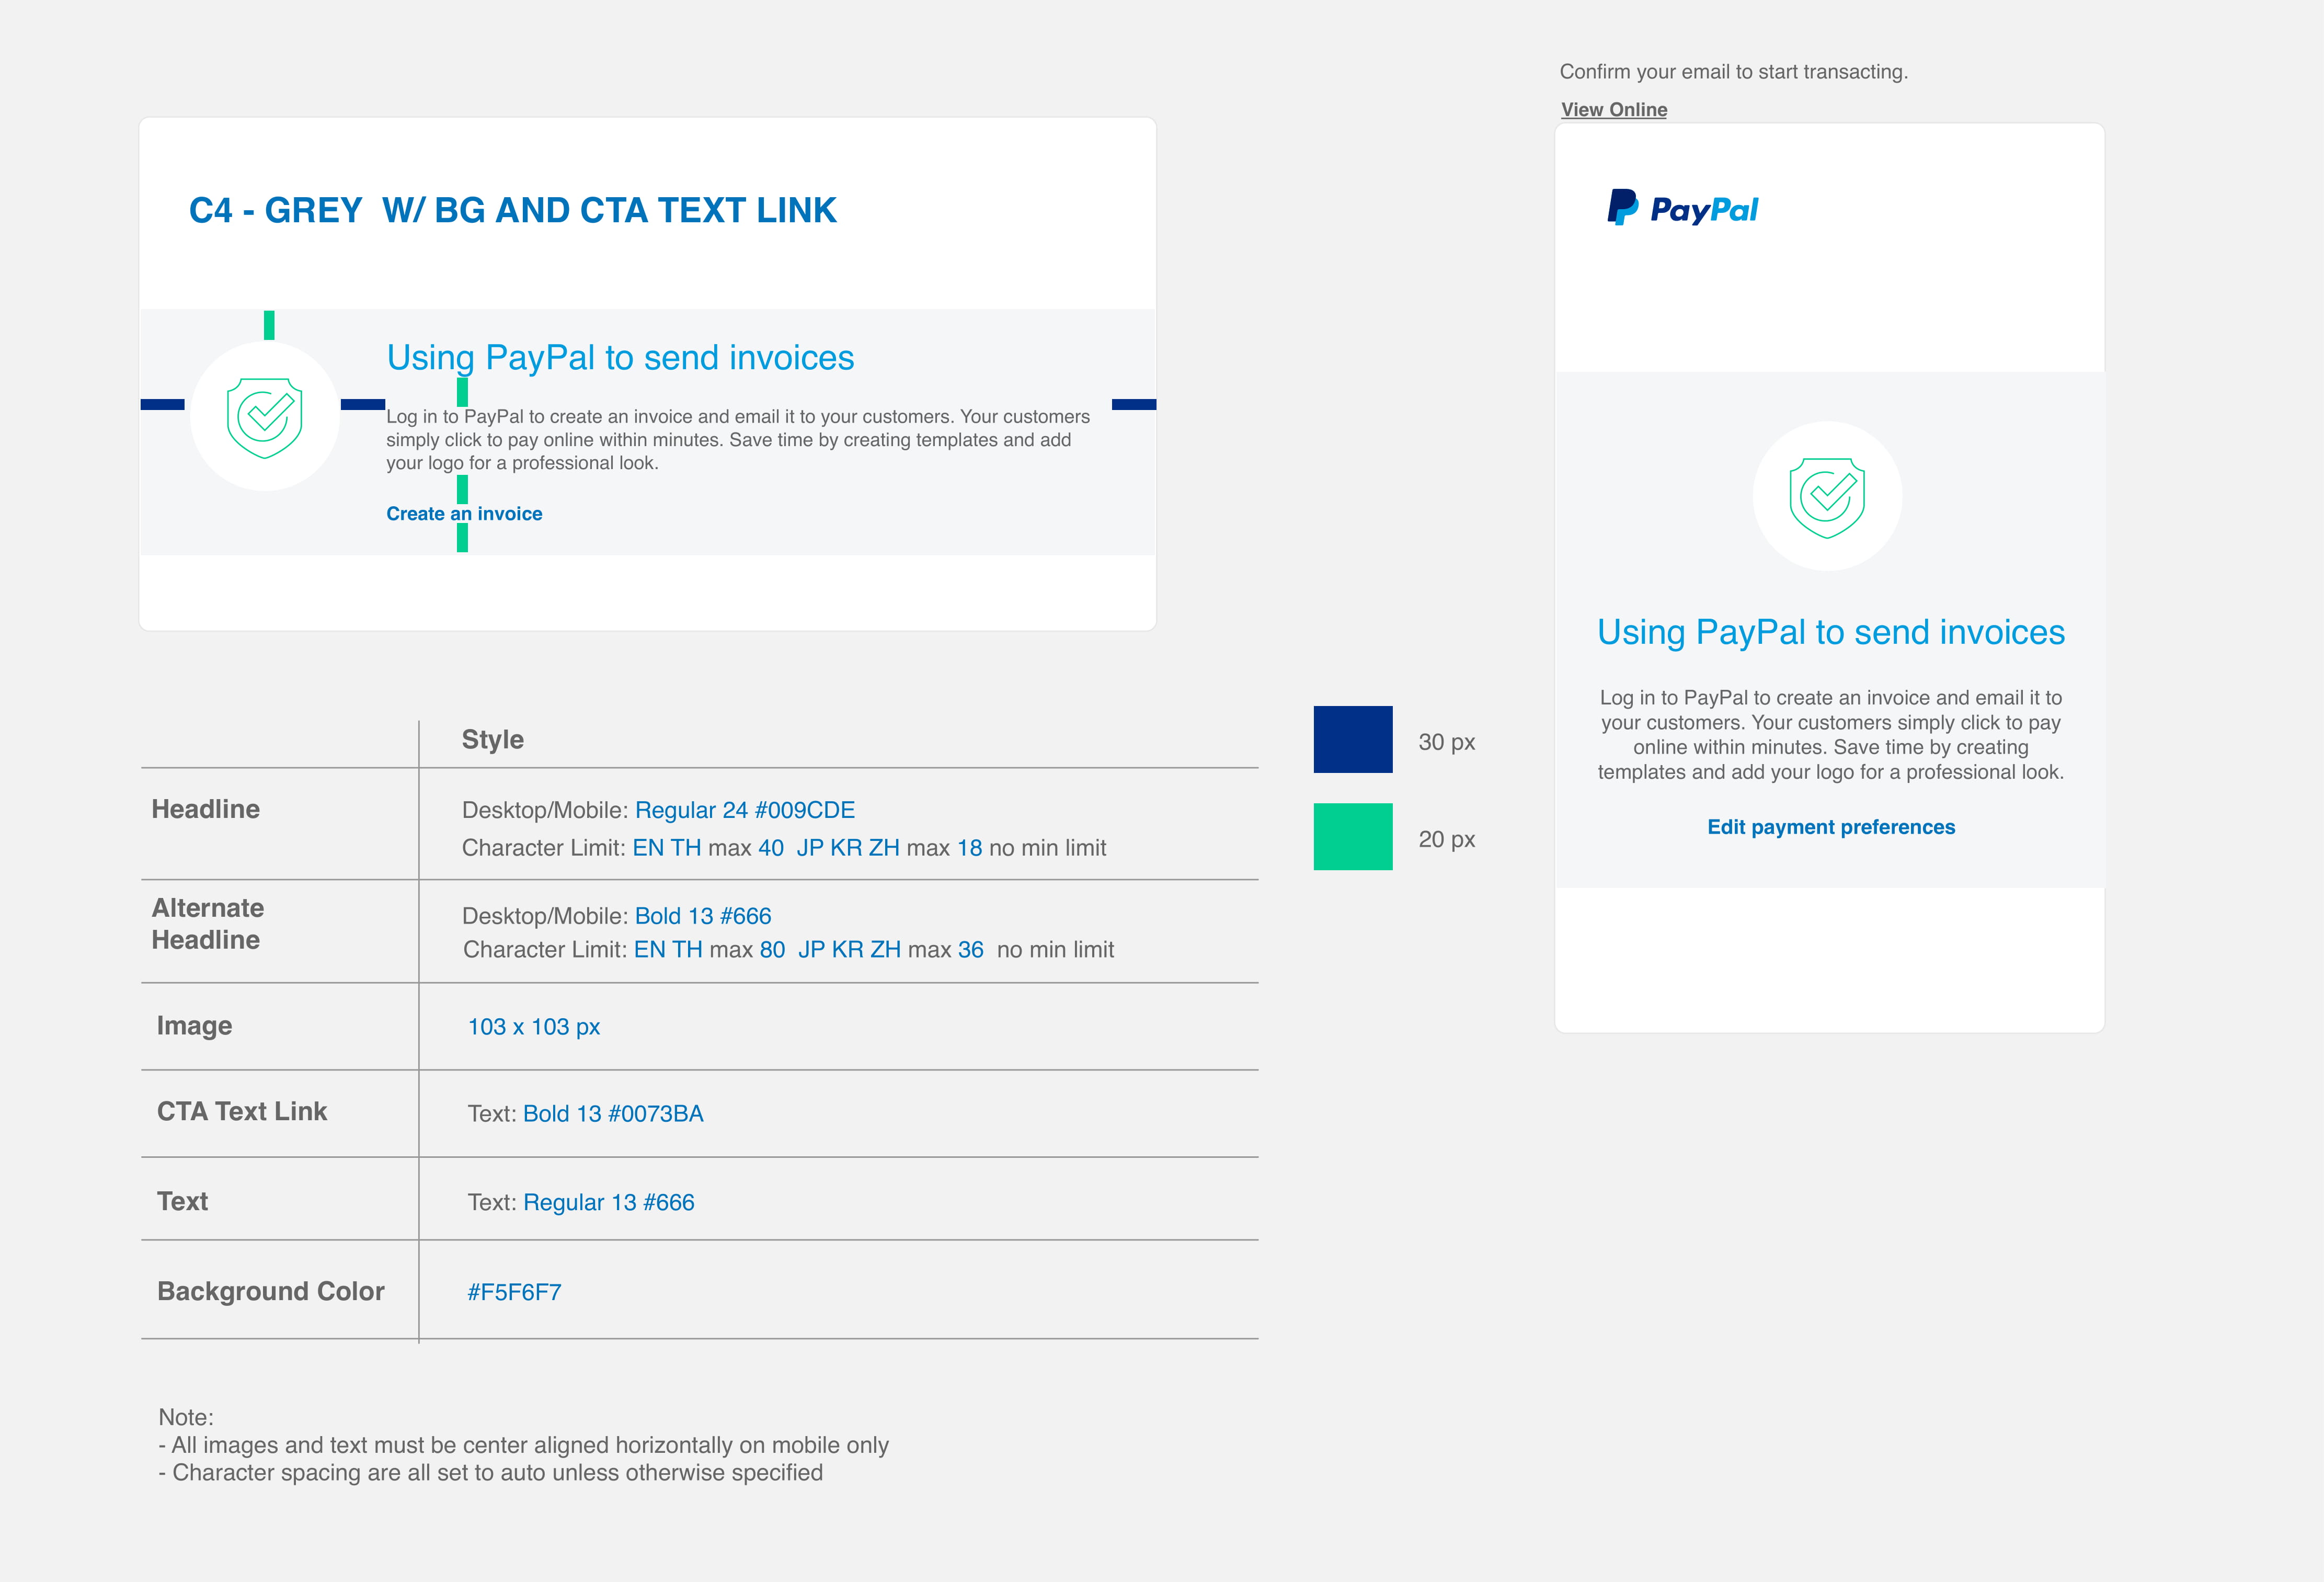 C4 - GREY  W/ BG AND CTA TEXT LINK
Using PayPal to send invoices
Log in to PayPal to create an invoice and email it to your customers. Your customers
simply click to pay online within minutes. Save time by creating templates and add
your logo for a professional look.
Create an invoice
Style
Headline
Desktop/Mobile: Regular 24 #009CDE
Character Limit: EN TH max 40  JP KR ZH max 18 no min limit
Alternate
Headline
Desktop/Mobile: Bold 13 #666
Character Limit: EN TH max 80  JP KR ZH max 36  no min limit
Image
103 x 103 px
CTA Text Link
Text: Bold 13 #0073BA
Text
Text: Regular 13 #666
Background Color
#F5F6F7
Note:
- All images and text must be center aligned horizontally on mobile only
- Character spacing are all set to auto unless otherwise specified
30 px
20 px
Confirm your email to start transacting.
View Online
PayPal
Using PayPal to send invoices
Log in to PayPal to create an invoice and email it to
your customers. Your customers simply click to pay
online within minutes. Save time by creating
templates and add your logo for a professional look.
Edit payment preferences